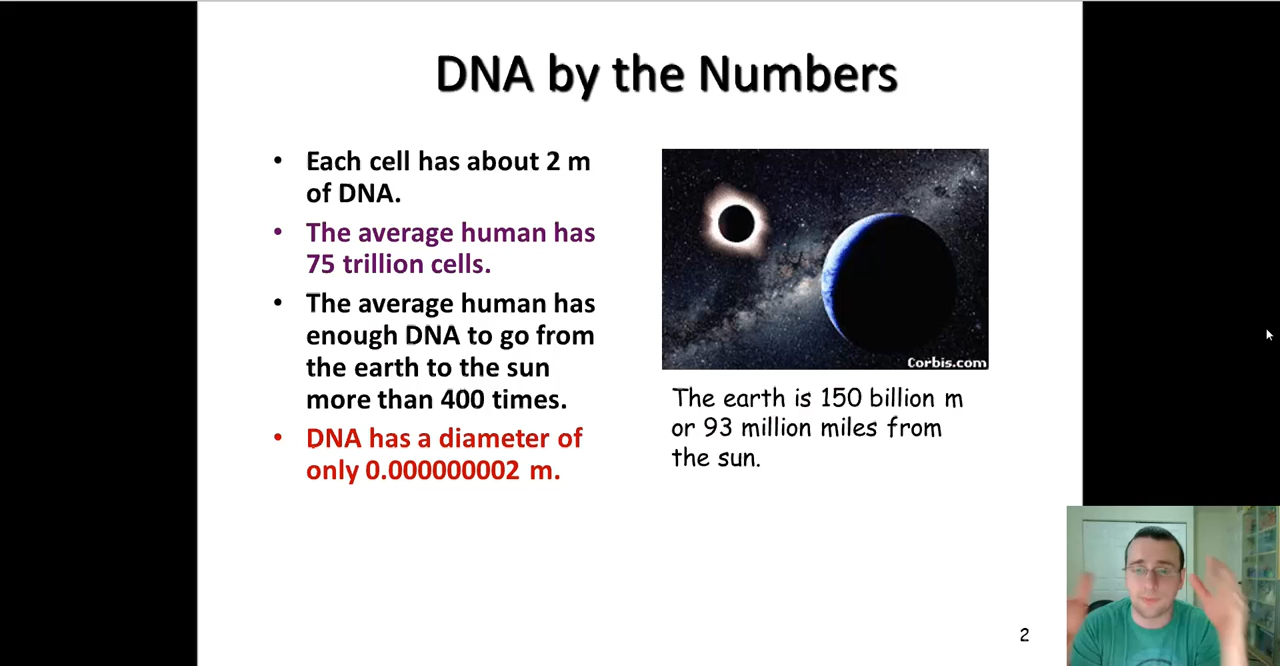 DNA by the Numbers
• Each cell has about 2 m
of DNA.
• The average human has
75 trillion cells.
• The average human has
enough DNA to go from
the earth to the sun
more than 400 times.
• DNA has a diameter of
only 0.000000002 m.
Corbis.com
The earth is 150 billion m
or 93 million miles from
the sun.
2